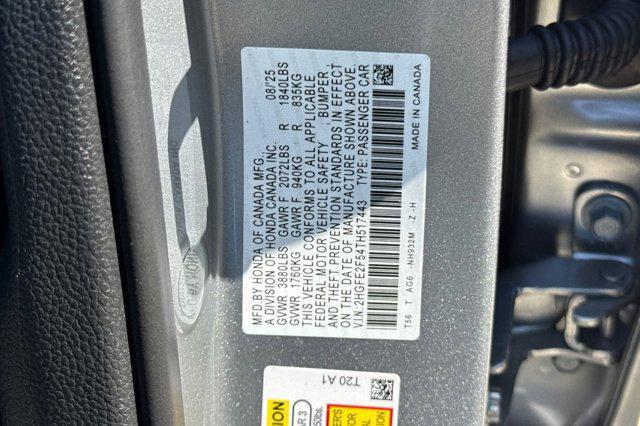 MFD BY HONDA OF CANADA MFG. 08/25
A DIVISION OF HONDA CANADA INC.
GVWR 3880LBS GAWR F 2072LBS R 1840LBS
GVWR 1760KG GAWR F 940KG R 835KG
THIS VEHICLE CONFORMS TO ALL APPLICABLE
FEDERAL MOTOR VEHICLE SAFETY, BUMPER
AND THEFT PREVENTION STANDARDS IN EFFECT
ON THE DATE OF MANUFACTURE SHOWN ABOVE.
V.I.N: 2HGFE2F54TH517443 TYPE: PASSENGER CAR
T56 T AG6 -NH932M -Z -H MADE IN CANADA
T20 A1